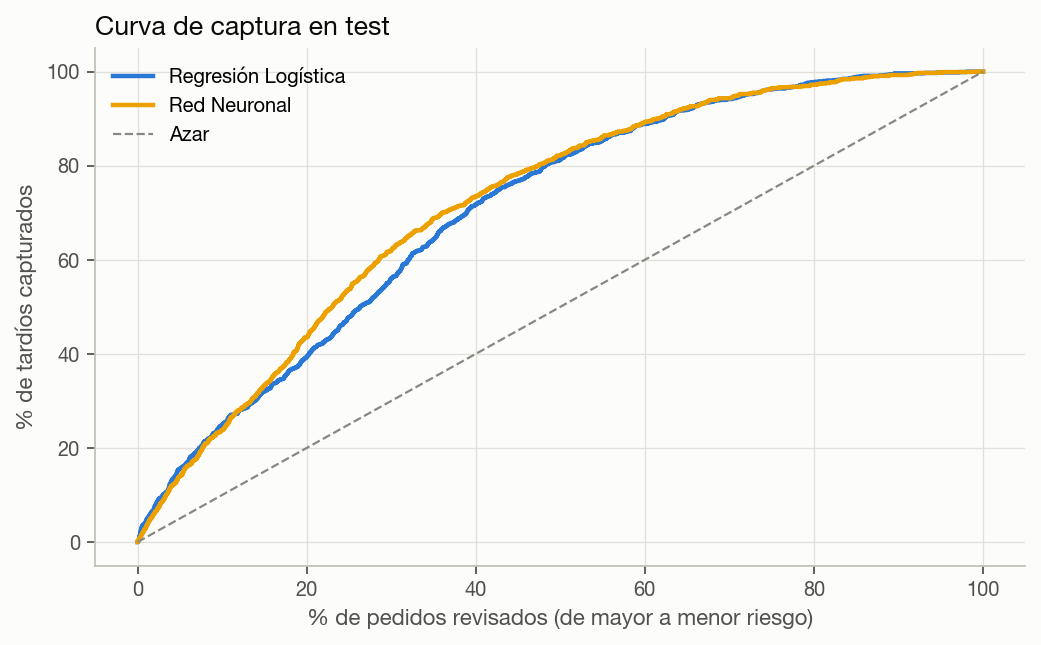 Curva de captura en test
Regresión Logística
Red Neuronal
Azar
% de tardíos capturados
100
80
60
40
20
0
0 20 40 60 80 100
% de pedidos revisados (de mayor a menor riesgo)